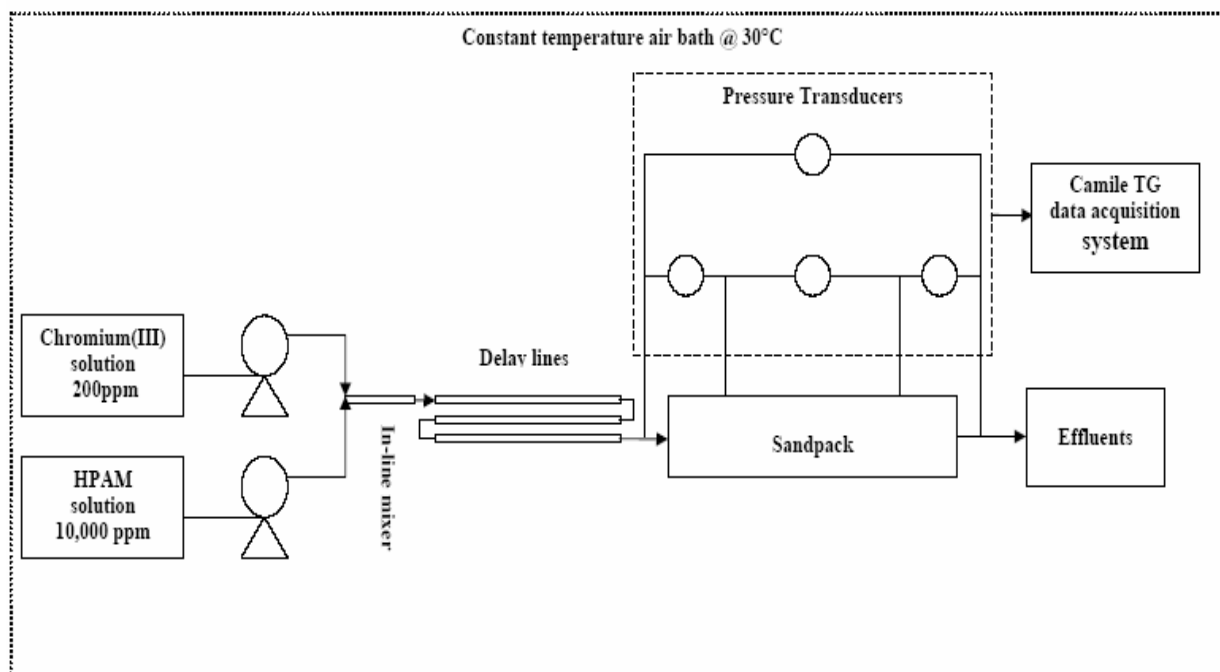 Constant temperature air bath @ 30°C
Pressure Transducers
Camile TG
data acquisition
system
Chromium(III)
solution
200ppm
Delay lines
In-line mixer
Sandpack
Effluents
HPAM
solution
10,000 ppm